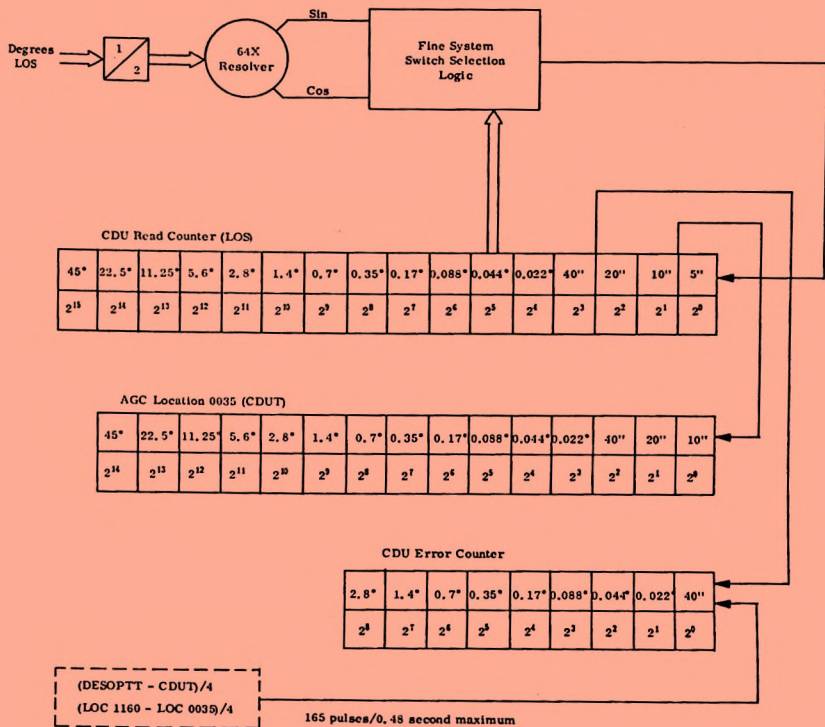 Degrees
LOS
1
2
64X
Resolver
Sin
Cos
Fine System
Switch Selection
Logic
CDU Read Counter (LOS)
45° 22.5° 11.25° 5.6° 2.8° 1.4° 0.7° 0.35° 0.17° 0.088° 0.044° 0.022° 40" 20" 10" 5"
2¹⁵ 2¹⁴ 2¹³ 2¹² 2¹¹ 2¹⁰ 2⁹ 2⁸ 2⁷ 2⁶ 2⁵ 2⁴ 2³ 2² 2¹ 2⁰
AGC Location 0035 (CDUT)
45° 22.5° 11.25° 5.6° 2.8° 1.4° 0.7° 0.35° 0.17° 0.088° 0.044° 0.022° 40" 20" 10"
2¹⁴ 2¹³ 2¹² 2¹¹ 2¹⁰ 2⁹ 2⁸ 2⁷ 2⁶ 2⁵ 2⁴ 2³ 2² 2¹ 2⁰
CDU Error Counter
2.8° 1.4° 0.7° 0.35° 0.17° 0.088° 0.044° 0.022° 40"
2⁸ 2⁷ 2⁶ 2⁵ 2⁴ 2³ 2² 2¹ 2⁰
(DESOPTT - CDUT)/4
(LOC 1160 - LOC 0035)/4
165 pulses/0.48 second maximum